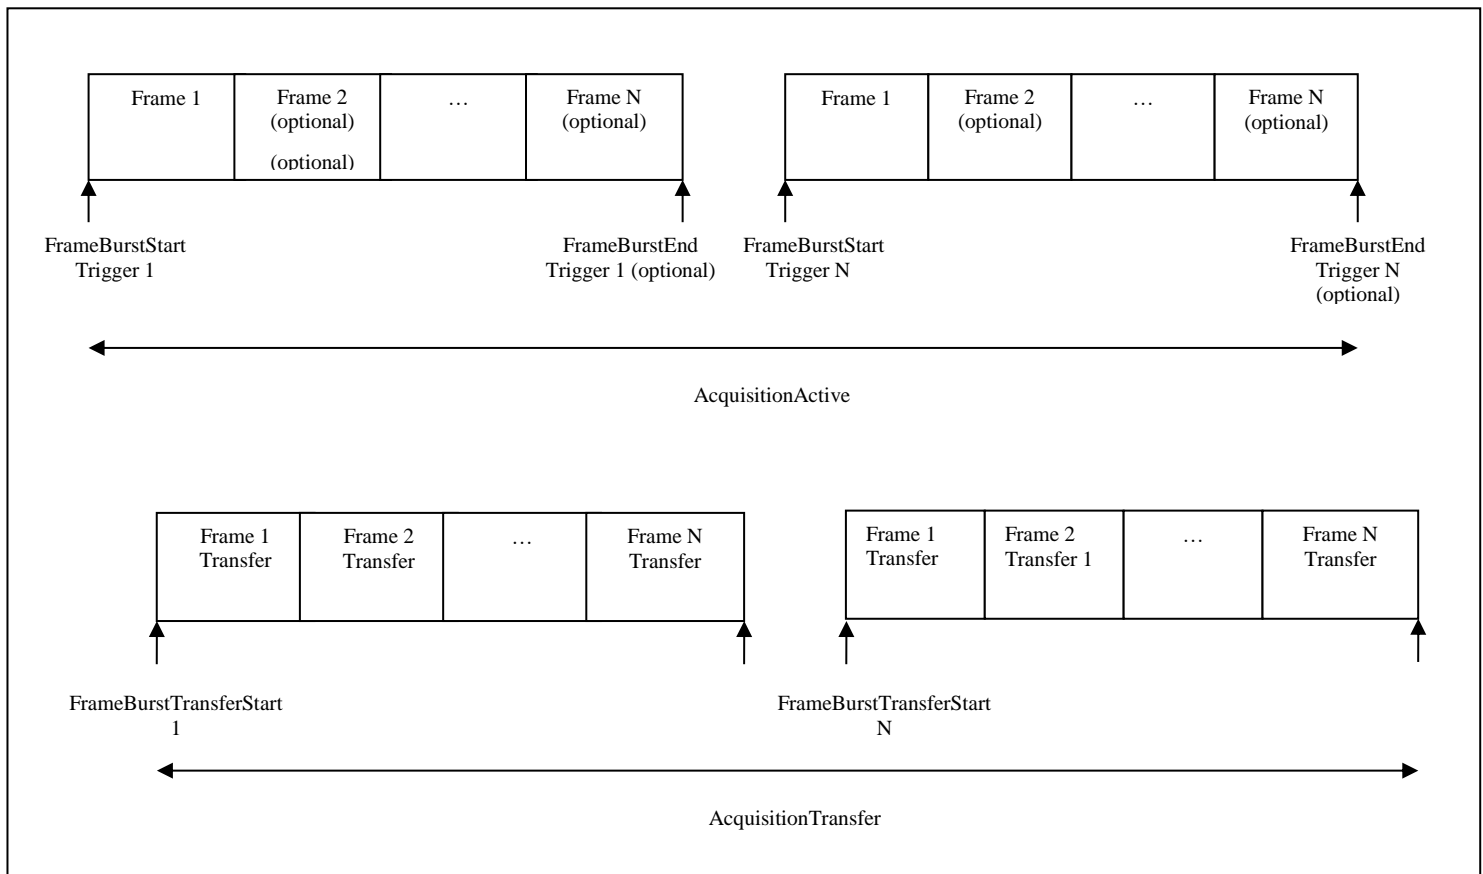 Frame 1
Frame 2
(optional)
(optional)
…
Frame N
(optional)
Frame 1
Frame 2
(optional)
…
Frame N
(optional)
FrameBurstStart
Trigger 1
FrameBurstEnd
Trigger 1 (optional)
FrameBurstStart
Trigger N
FrameBurstEnd
Trigger N
(optional)
AcquisitionActive
Frame 1
Transfer
Frame 2
Transfer
…
Frame N
Transfer
Frame 1
Transfer
Frame 2
Transfer 1
…
Frame N
Transfer
FrameBurstTransferStart
1
FrameBurstTransferStart
N
AcquisitionTransfer